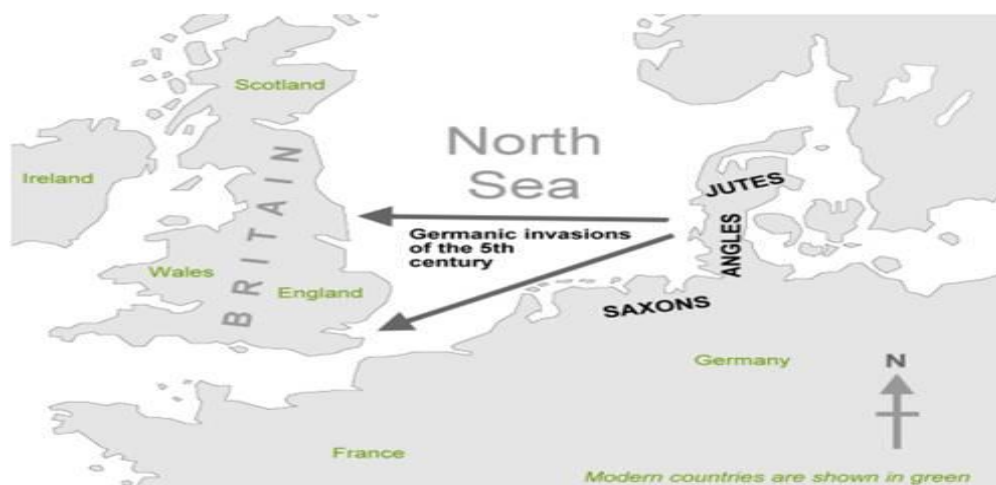 Scotland
North
Sea
Ireland
BRITAIN
JUTES
ANGLES
Germanic invasions
of the 5th
century
Wales
England
SAXONS
Germany
N
France
Modern countries are shown in green